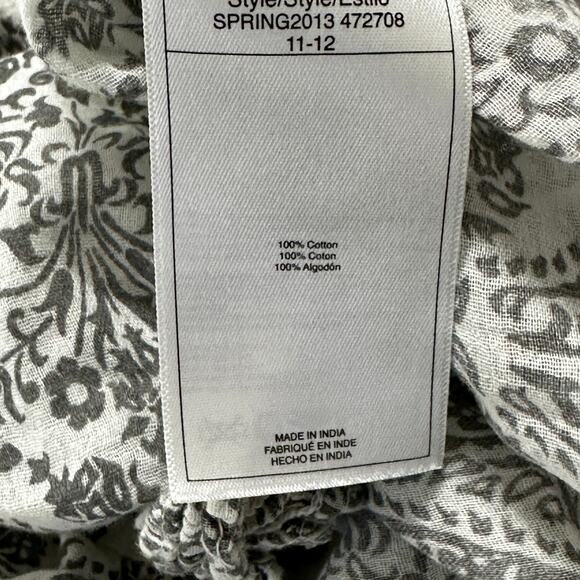 Style/Style/Estilo
SPRING2013 472708
11-12
100% Cotton
100% Coton
100% Algodón
MADE IN INDIA
FABRIQUÉ EN INDE
HECHO EN INDIA